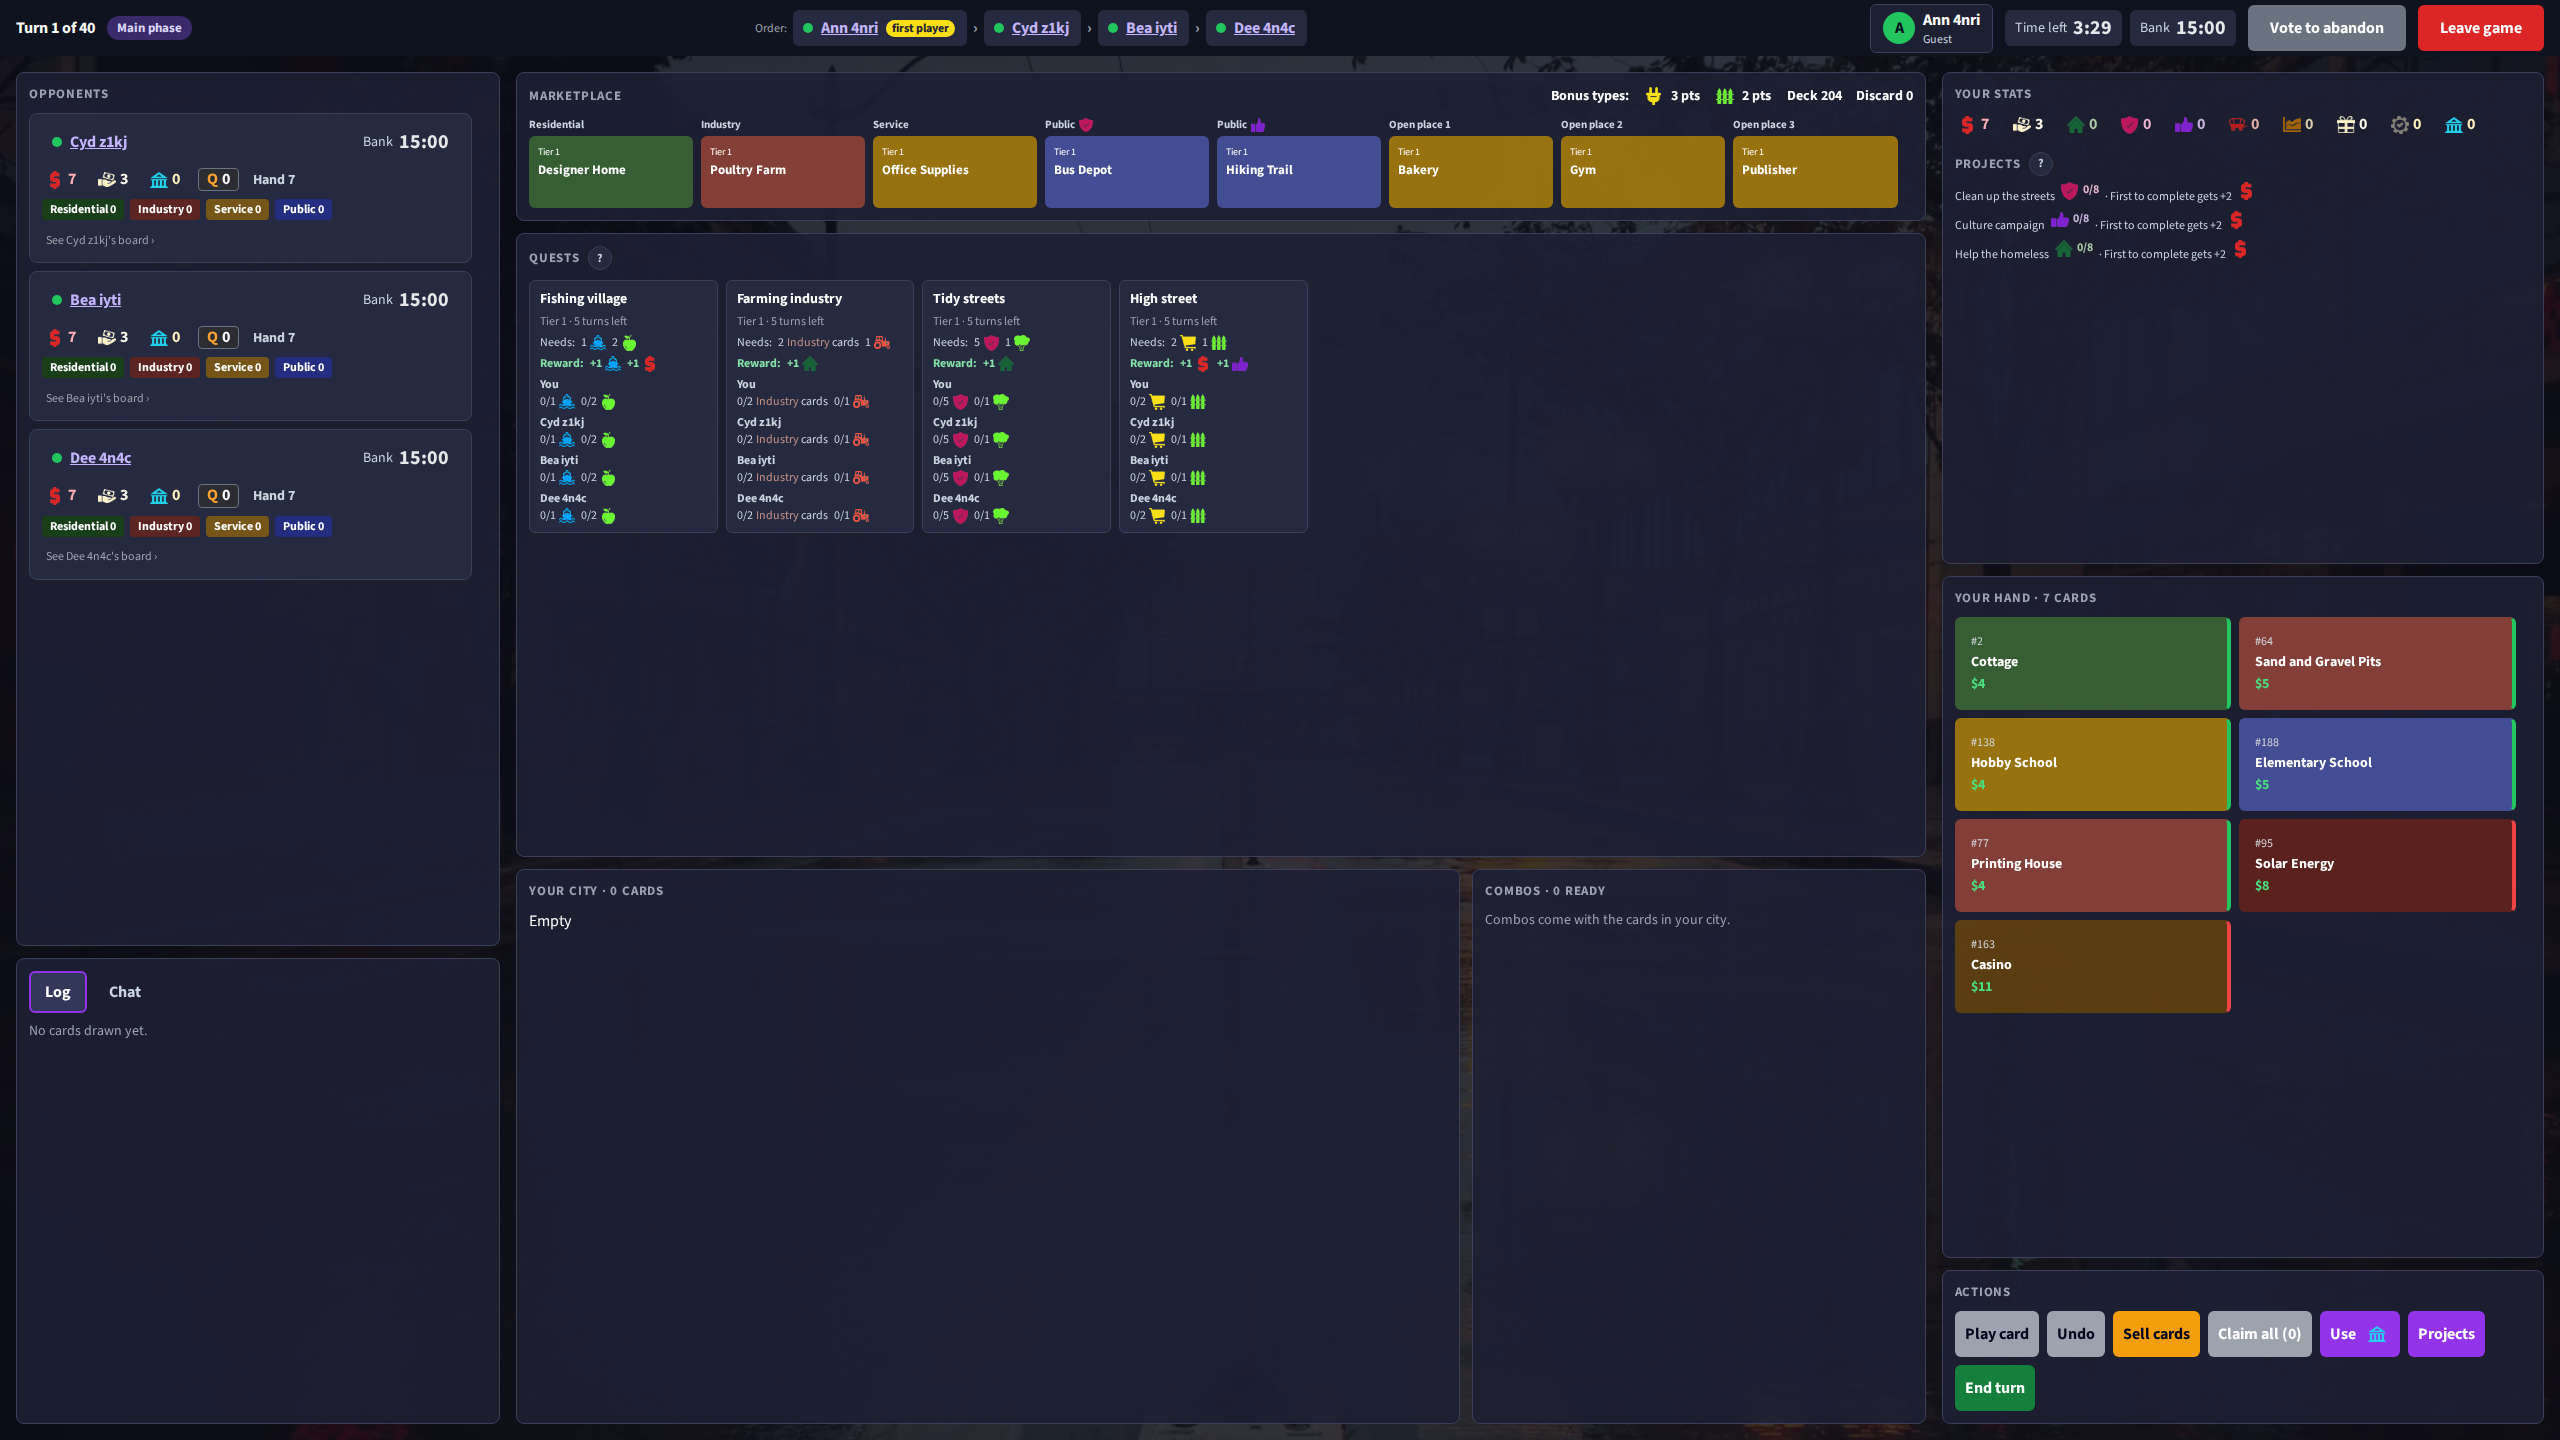 Turn 1 of 40 Main phase
Order: Ann 4nri first player › Cyd z1kj › Bea iyti › Dee 4n4c
A Ann 4nri
Guest
Time left 3:29
Bank 15:00
Vote to abandon
Leave game
OPPONENTS
Cyd z1kj Bank 15:00
7 3 0 Q 0 Hand 7
Residential 0 Industry 0 Service 0 Public 0
See Cyd z1kj's board ›
Bea iyti Bank 15:00
7 3 0 Q 0 Hand 7
Residential 0 Industry 0 Service 0 Public 0
See Bea iyti's board ›
Dee 4n4c Bank 15:00
7 3 0 Q 0 Hand 7
Residential 0 Industry 0 Service 0 Public 0
See Dee 4n4c's board ›
Log Chat
No cards drawn yet.
MARKETPLACE
Bonus types: 3 pts 2 pts Deck 204 Discard 0
Residential Industry Service Public Public Open place 1 Open place 2 Open place 3
Tier 1 Tier 1 Tier 1 Tier 1 Tier 1 Tier 1 Tier 1 Tier 1
Designer Home Poultry Farm Office Supplies Bus Depot Hiking Trail Bakery Gym Publisher
QUESTS ?
Fishing village
Tier 1 · 5 turns left
Needs: 1 2
Reward: +1 +1
You
0/1 0/2
Cyd z1kj
0/1 0/2
Bea iyti
0/1 0/2
Dee 4n4c
0/1 0/2
Farming industry
Tier 1 · 5 turns left
Needs: 2 Industry cards 1
Reward: +1
You
0/2 Industry cards 0/1
Cyd z1kj
0/2 Industry cards 0/1
Bea iyti
0/2 Industry cards 0/1
Dee 4n4c
0/2 Industry cards 0/1
Tidy streets
Tier 1 · 5 turns left
Needs: 5 1
Reward: +1
You
0/5 0/1
Cyd z1kj
0/5 0/1
Bea iyti
0/5 0/1
Dee 4n4c
0/5 0/1
High street
Tier 1 · 5 turns left
Needs: 2 1
Reward: +1 +1
You
0/2 0/1
Cyd z1kj
0/2 0/1
Bea iyti
0/2 0/1
Dee 4n4c
0/2 0/1
YOUR CITY · 0 CARDS
Empty
COMBOS · 0 READY
Combos come with the cards in your city.
YOUR STATS
7 3 0 0 0 0 0 0 0 0
PROJECTS ?
Clean up the streets 0/8 · First to complete gets +2
Culture campaign 0/8 · First to complete gets +2
Help the homeless 0/8 · First to complete gets +2
YOUR HAND · 7 CARDS
#2
Cottage
$4
#64
Sand and Gravel Pits
$5
#138
Hobby School
$4
#188
Elementary School
$5
#77
Printing House
$4
#95
Solar Energy
$8
#163
Casino
$11
ACTIONS
Play card Undo Sell cards Claim all (0) Use Projects
End turn